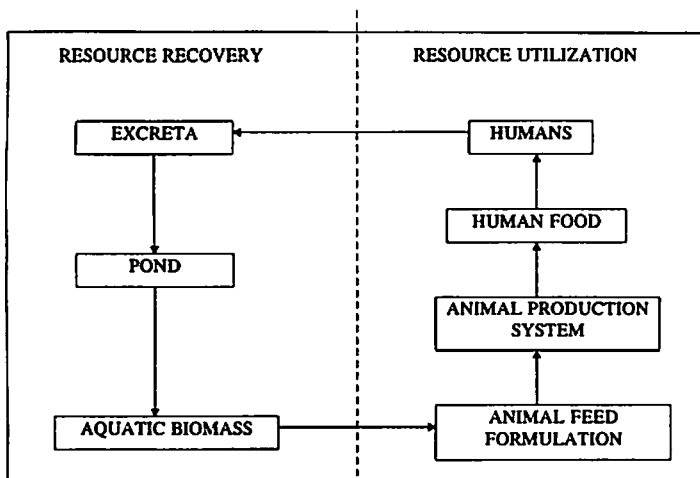 RESOURCE RECOVERY
RESOURCE UTILIZATION
EXCRETA
HUMANS
HUMAN FOOD
POND
ANIMAL PRODUCTION
SYSTEM
AQUATIC BIOMASS
ANIMAL FEED
FORMULATION